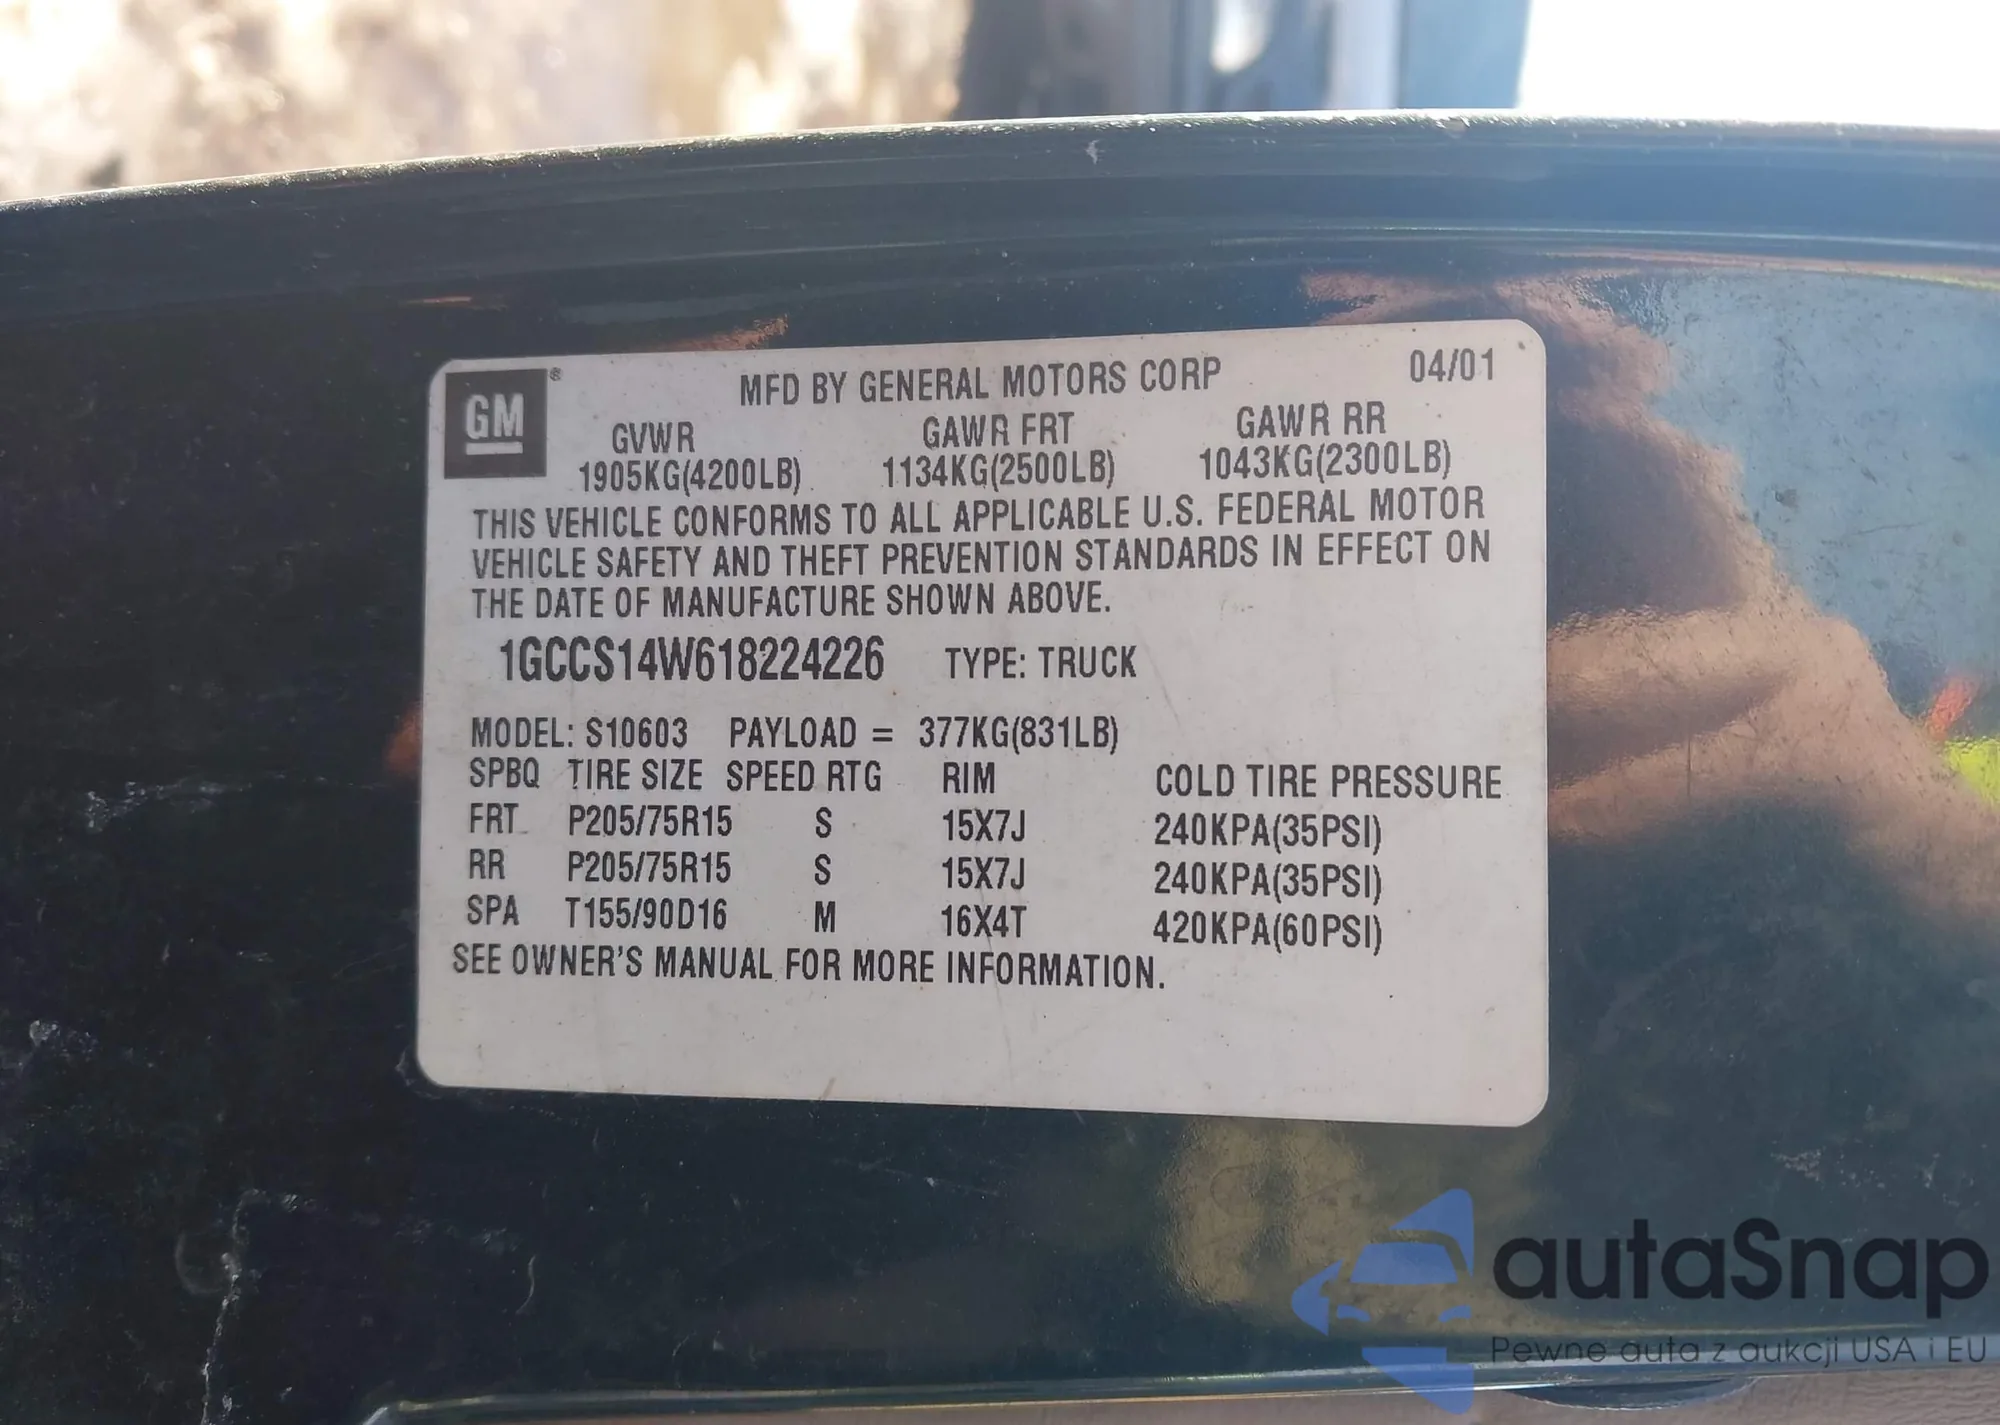 GM®
MFD BY GENERAL MOTORS CORP 04/01
GVWR GAWR FRT GAWR RR
1905KG(4200LB) 1134KG(2500LB) 1043KG(2300LB)
THIS VEHICLE CONFORMS TO ALL APPLICABLE U.S. FEDERAL MOTOR
VEHICLE SAFETY AND THEFT PREVENTION STANDARDS IN EFFECT ON
THE DATE OF MANUFACTURE SHOWN ABOVE.
1GCCS14W618224226 TYPE: TRUCK
MODEL: S10603 PAYLOAD = 377KG(831LB)
SPBQ TIRE SIZE SPEED RTG RIM COLD TIRE PRESSURE
FRT P205/75R15 S 15X7J 240KPA(35PSI)
RR P205/75R15 S 15X7J 240KPA(35PSI)
SPA T155/90D16 M 16X4T 420KPA(60PSI)
SEE OWNER'S MANUAL FOR MORE INFORMATION.
autaSnap
Pewne auta z aukcji USA i EU